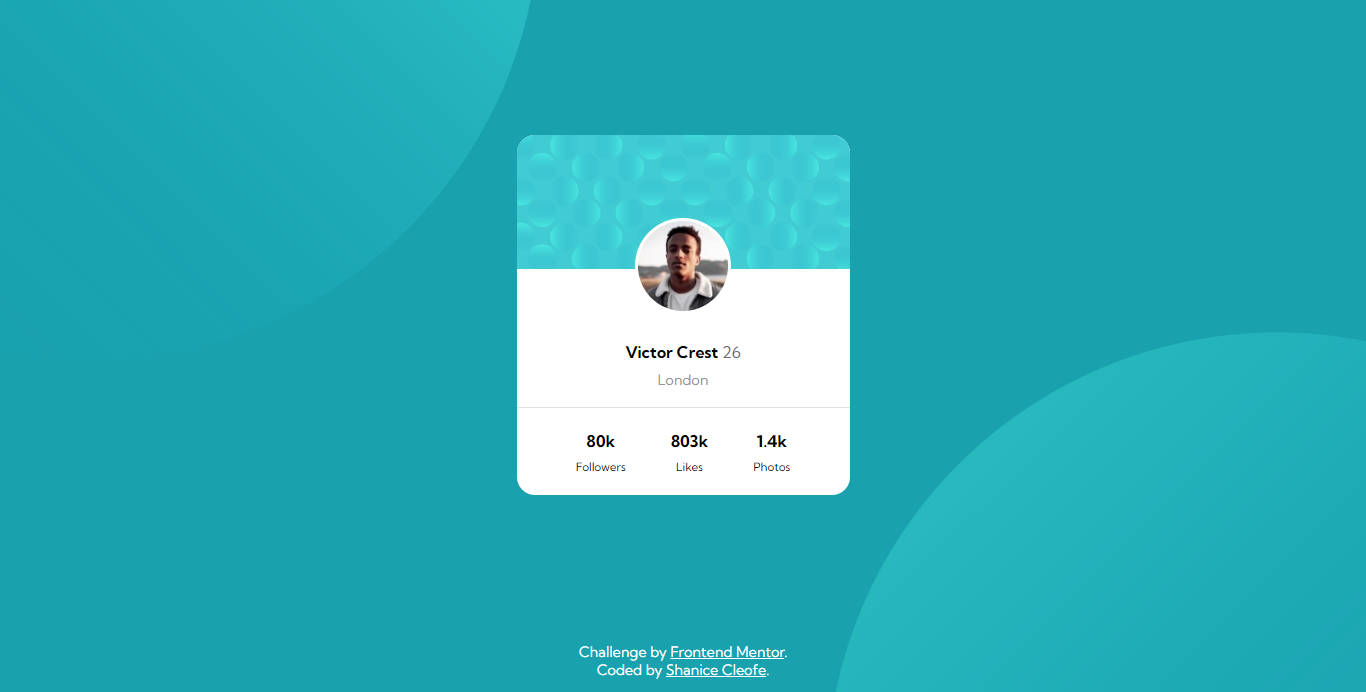 Victor Crest 26
London
80k 803k 1.4k
Followers Likes Photos
Challenge by Frontend Mentor.
Coded by Shanice Cleofe.